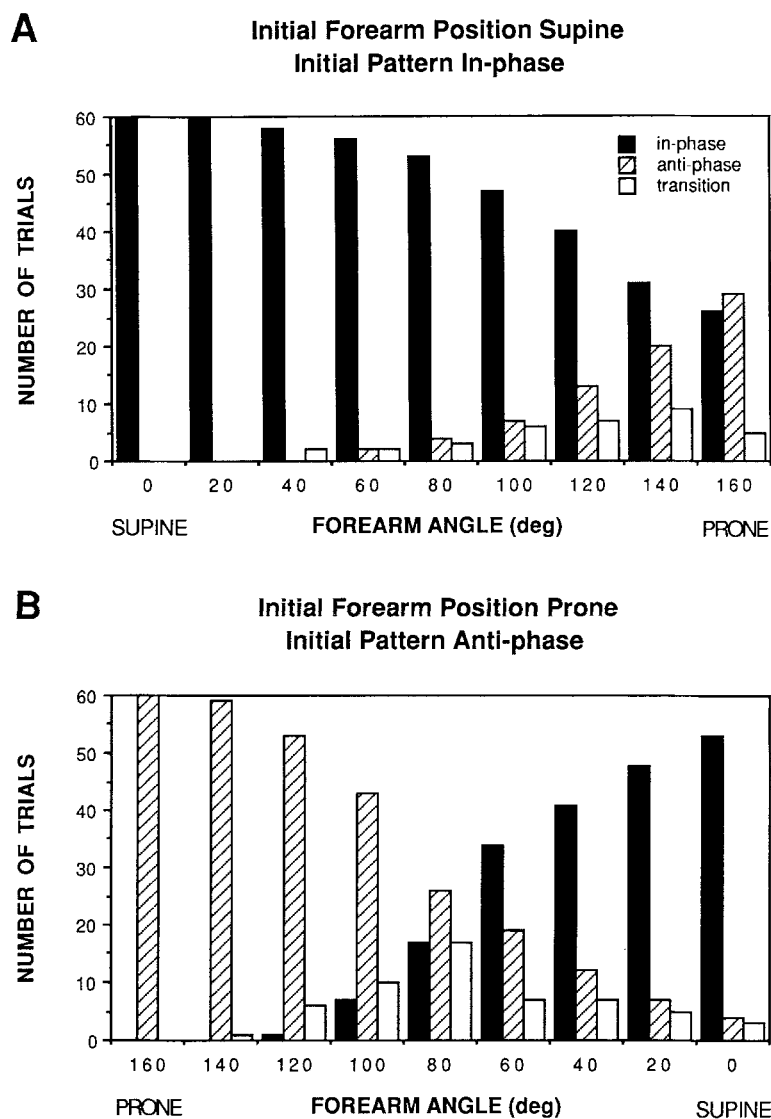 A
Initial Forearm Position Supine
Initial Pattern In-phase
60
50
40
30
20
10
0
NUMBER OF TRIALS
in-phase
anti-phase
transition
0 20 40 60 80 100 120 140 160
SUPINE FOREARM ANGLE (deg) PRONE
B
Initial Forearm Position Prone
Initial Pattern Anti-phase
60
50
40
30
20
10
0
NUMBER OF TRIALS
160 140 120 100 80 60 40 20 0
PRONE FOREARM ANGLE (deg) SUPINE